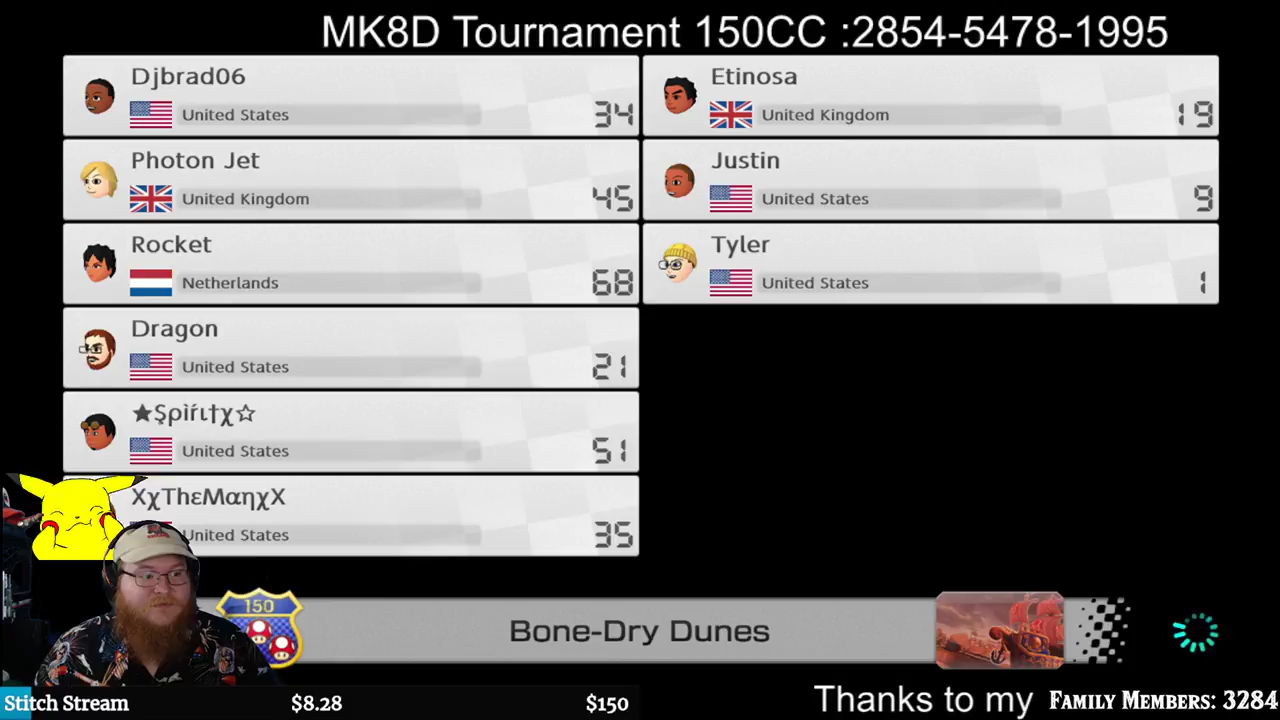 MK8D Tournament 150CC :2854-5478-1995
Djbrad06
United States
34
Photon Jet
United Kingdom
45
Rocket
Netherlands
68
Dragon
United States
21
★Şρìŕι†χ☆
United States
51
XχThεMαηχX
United States
35
Etinosa
United Kingdom
19
Justin
United States
9
Tyler
United States
1
150
Bone-Dry Dunes
Stitch Stream
$8.28
$150
Thanks to my
Family Members: 3284